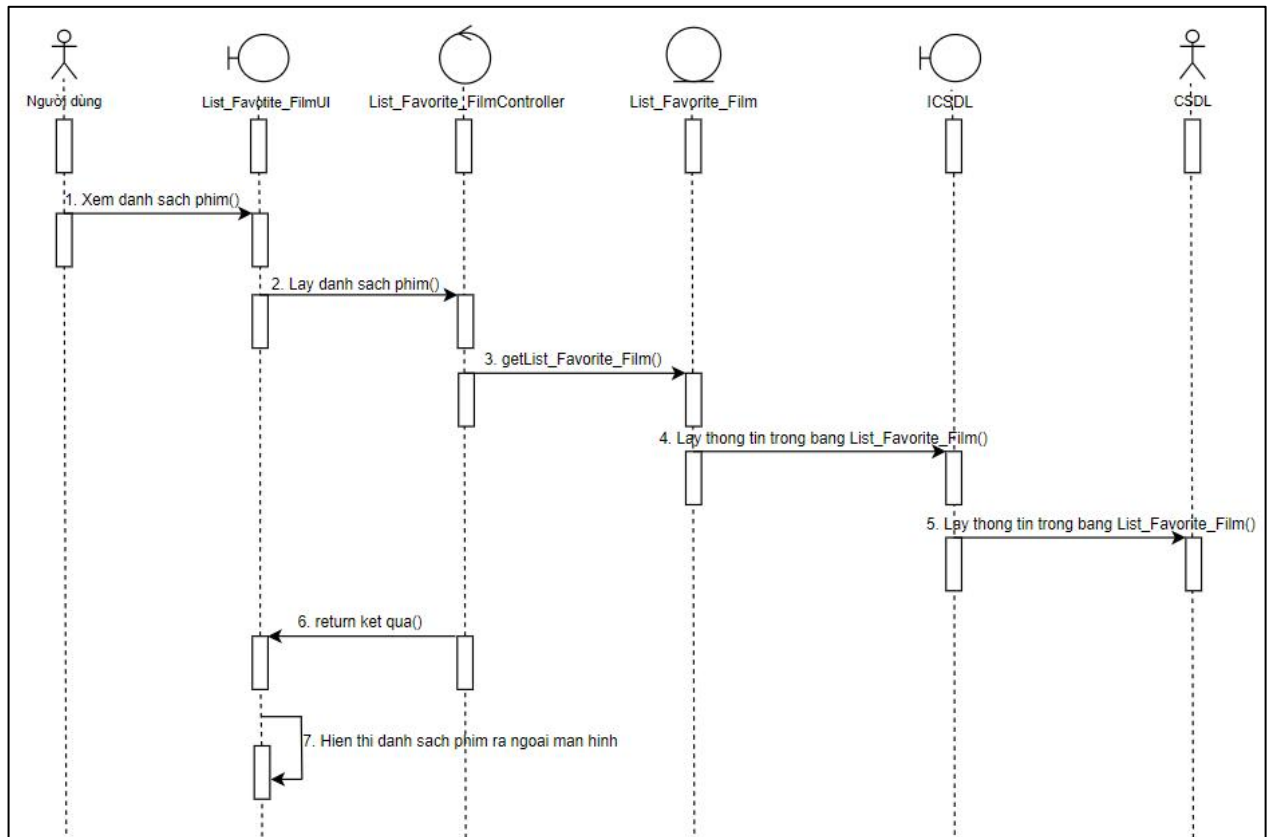 Người dùng
List_Favotite_FilmUI
List_Favorite_FilmController
List_Favorite_Film
ICSDL
CSDL
1. Xem danh sach phim()
2. Lay danh sach phim()
3. getList_Favorite_Film()
4. Lay thong tin trong bang List_Favorite_Film()
5. Lay thong tin trong bang List_Favorite_Film()
6. return ket qua()
7. Hien thi danh sach phim ra ngoai man hinh